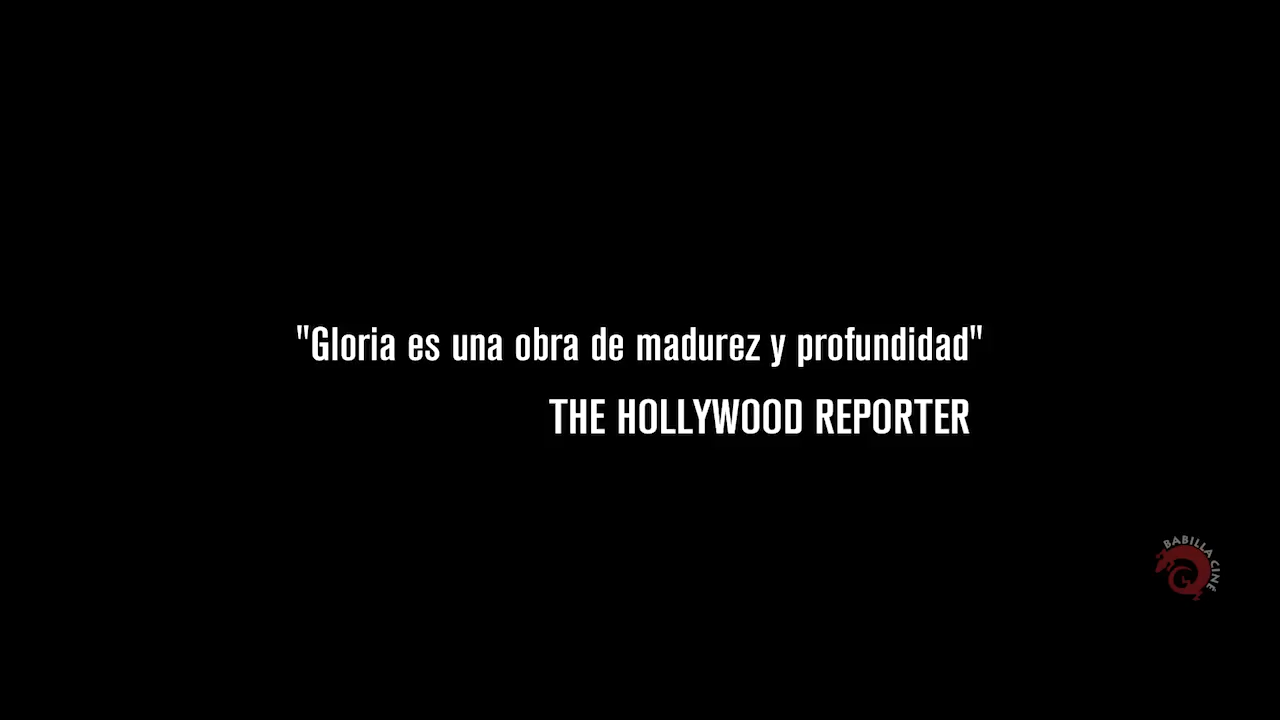 "Gloria es una obra de madurez y profundidad"
THE HOLLYWOOD REPORTER
BABILLA CINE